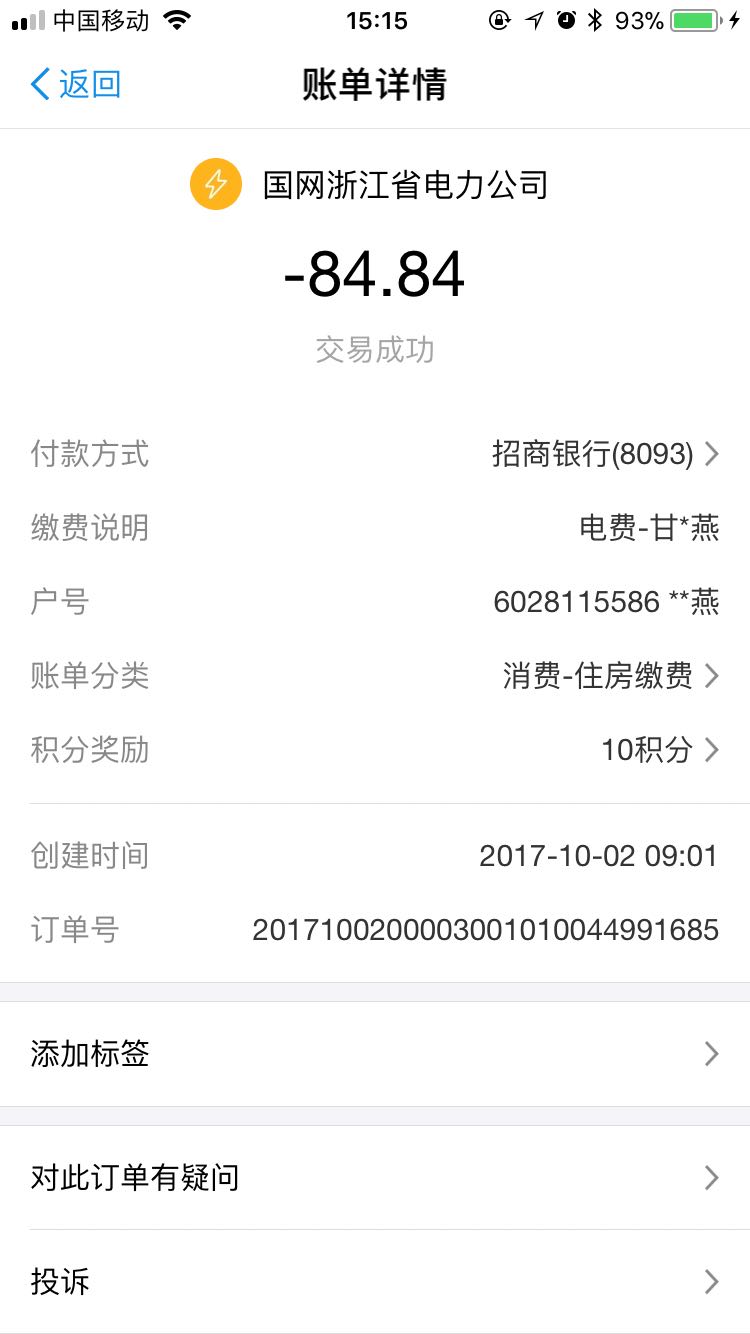 中国移动 15:15 93%
返回 账单详情
国网浙江省电力公司
-84.84
交易成功
付款方式 招商银行(8093)
缴费说明 电费-甘*燕
户号 6028115586 **燕
账单分类 消费-住房缴费
积分奖励 10积分
创建时间 2017-10-02 09:01
订单号 2017100200003001010044991685
添加标签
对此订单有疑问
投诉